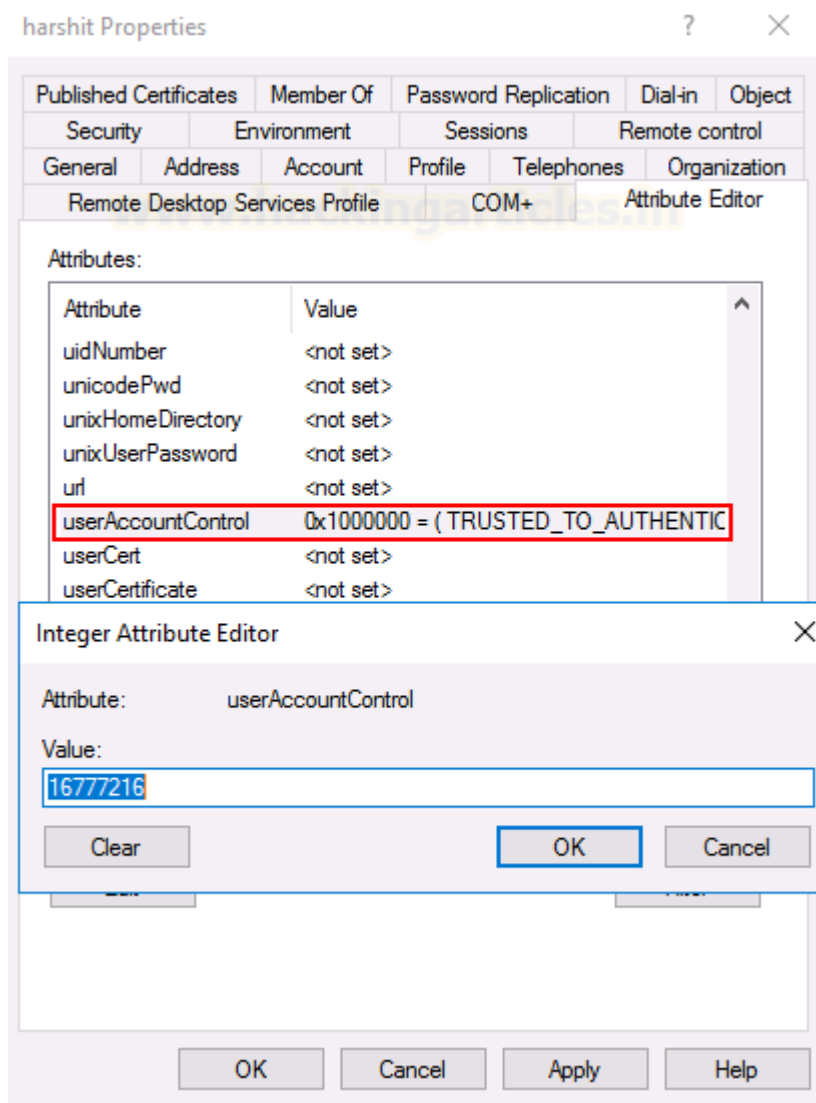 harshit Properties
Published Certificates Member Of Password Replication Dial-in Object
Security Environment Sessions Remote control
General Address Account Profile Telephones Organization
Remote Desktop Services Profile COM+ Attribute Editor
www.hackingarticles.in
Attributes:
Attribute Value
uidNumber <not set>
unicodePwd <not set>
unixHomeDirectory <not set>
unixUserPassword <not set>
url <not set>
userAccountControl 0x1000000 = ( TRUSTED_TO_AUTHENTIC
userCert <not set>
userCertificate <not set>
Integer Attribute Editor
Attribute: userAccountControl
Value:
16777216
Clear OK Cancel
OK Cancel Apply Help